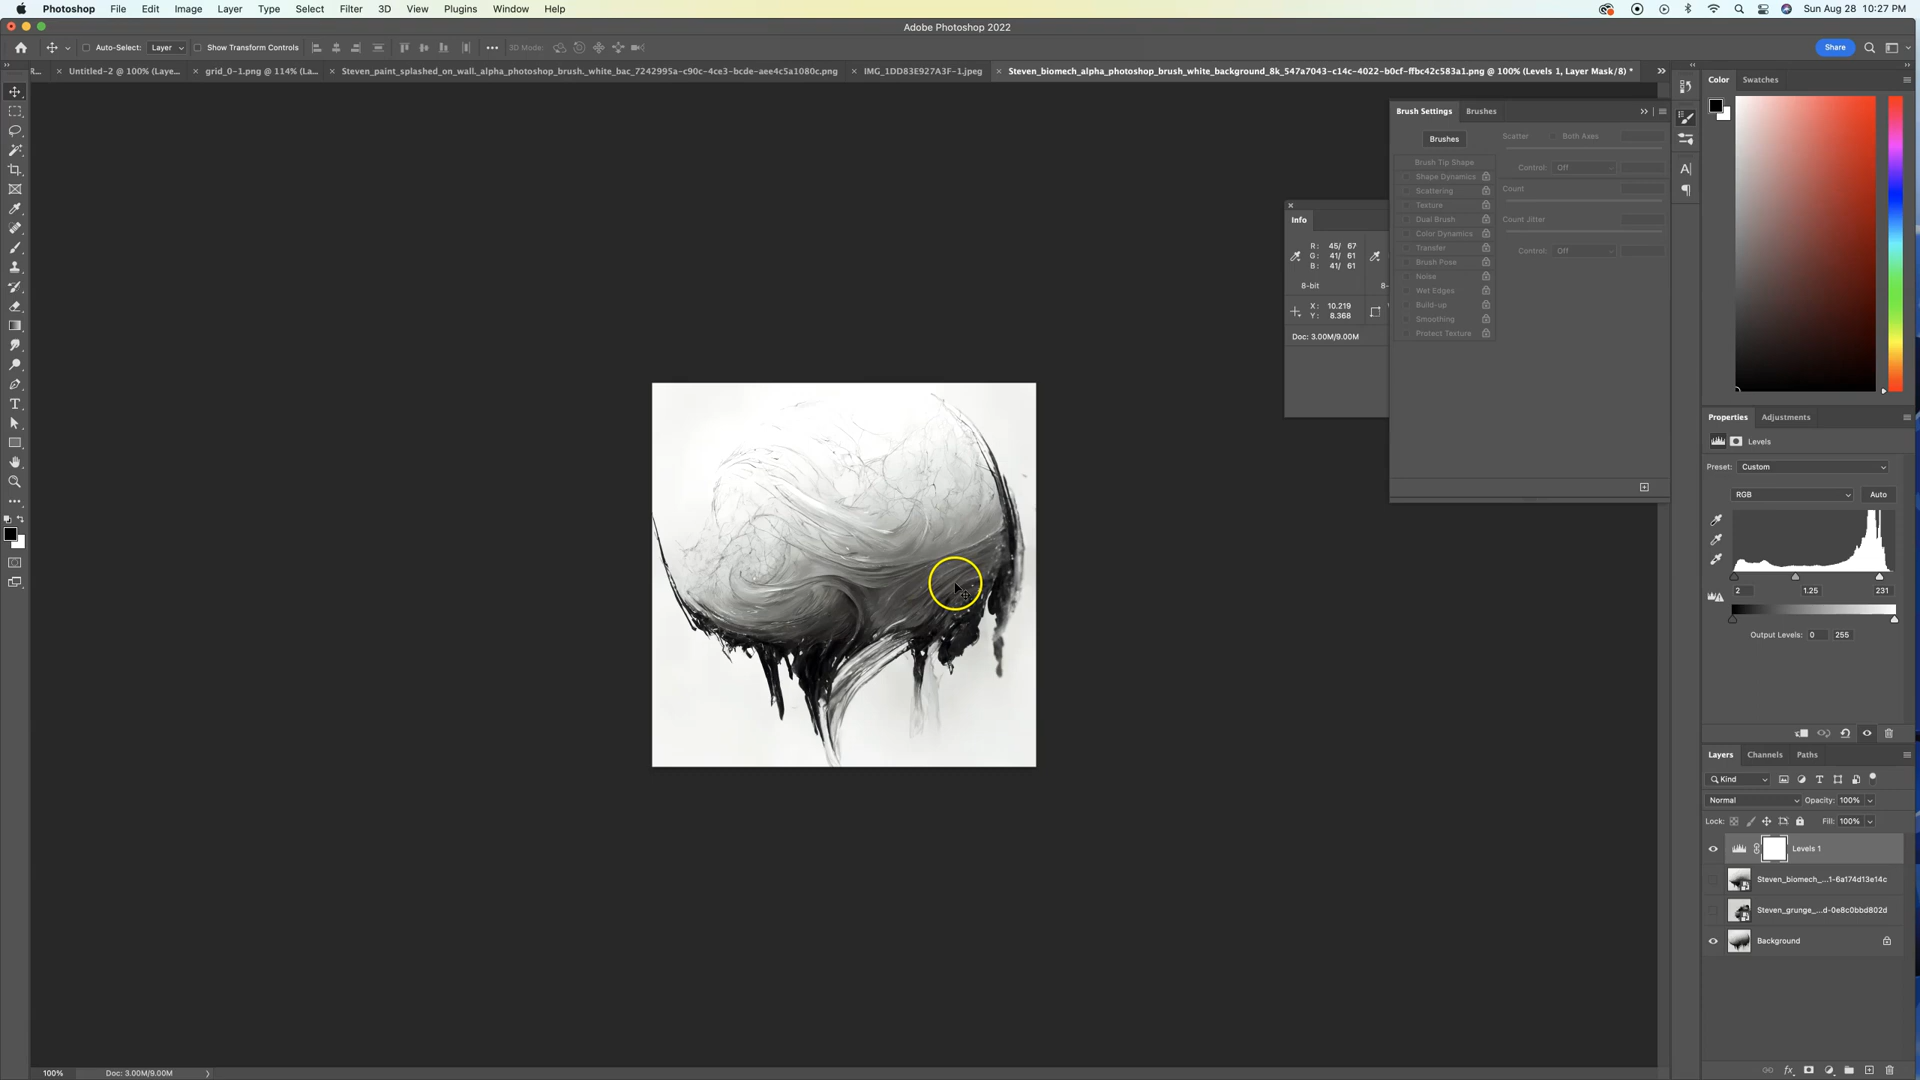 Photoshop File Edit Image Layer Type Select Filter 3D View Plugins Window Help Sun Aug 28 10:27 PM
Adobe Photoshop 2022
Auto-Select: Layer Show Transform Controls 3D Mode: Share
R... × Untitled-2 @ 100% (Laye... × grid_0-1.png @ 114% (La... × Steven_paint_splashed_on_wall._alpha_photoshop_brush._white_bac_7242995a-c90c-4ce3-bcde-aee4c5a1080c.png × IMG_1DD83E927A3F-1.jpeg × Steven_biomech_alpha_photoshop_brush_white_background_8k_547a7043-c14c-4022-b0cf-ffbc42c583a1.png @ 100% (Levels 1, Layer Mask/8) *
Color Swatches
Brush Settings Brushes
Brushes
Scatter Both Axes
Brush Tip Shape
Control: Off
Shape Dynamics
Count
Scattering
Texture
Dual Brush
Count Jitter
Color Dynamics
Transfer
Control: Off
Brush Pose
Noise
Wet Edges
Build-up
Smoothing
Protect Texture
Info
R: 45/ 67
G: 41/ 61
B: 41/ 61
8-bit 8-
X: 10.219
Y: 8.368
Doc: 3.00M/9.00M
Properties Adjustments
Levels
Preset: Custom
RGB Auto
2 1.25 231
Output Levels: 0 255
Layers Channels Paths
Kind
Normal Opacity: 100%
Lock: Fill: 100%
Levels 1
Steven_biomech_...1-6a174d13e14c
Steven_grunge_...d-0e8c0bbd802d
Background
100% Doc: 3.00M/9.00M